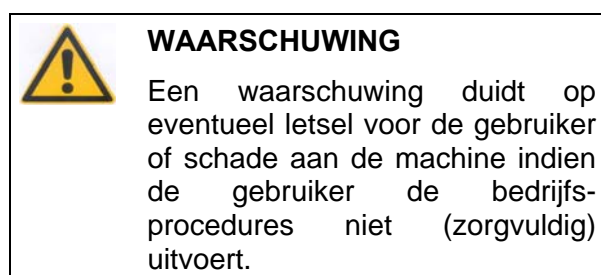 WAARSCHUWING
Een waarschuwing duidt op
eventueel letsel voor de gebruiker
of schade aan de machine indien
de gebruiker de bedrijfs-
procedures niet (zorgvuldig)
uitvoert.